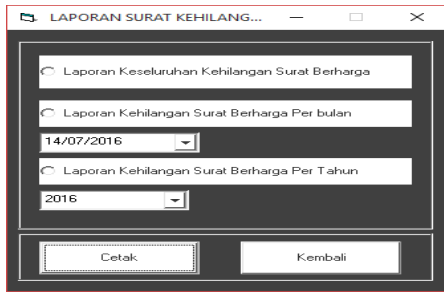 LAPORAN SURAT KEHILANG...
Laporan Keseluruhan Kehilangan Surat Berharga
Laporan Kehilangan Surat Berharga Per bulan
14/07/2016
Laporan Kehilangan Surat Berharga Per Tahun
2016
Cetak Kembali